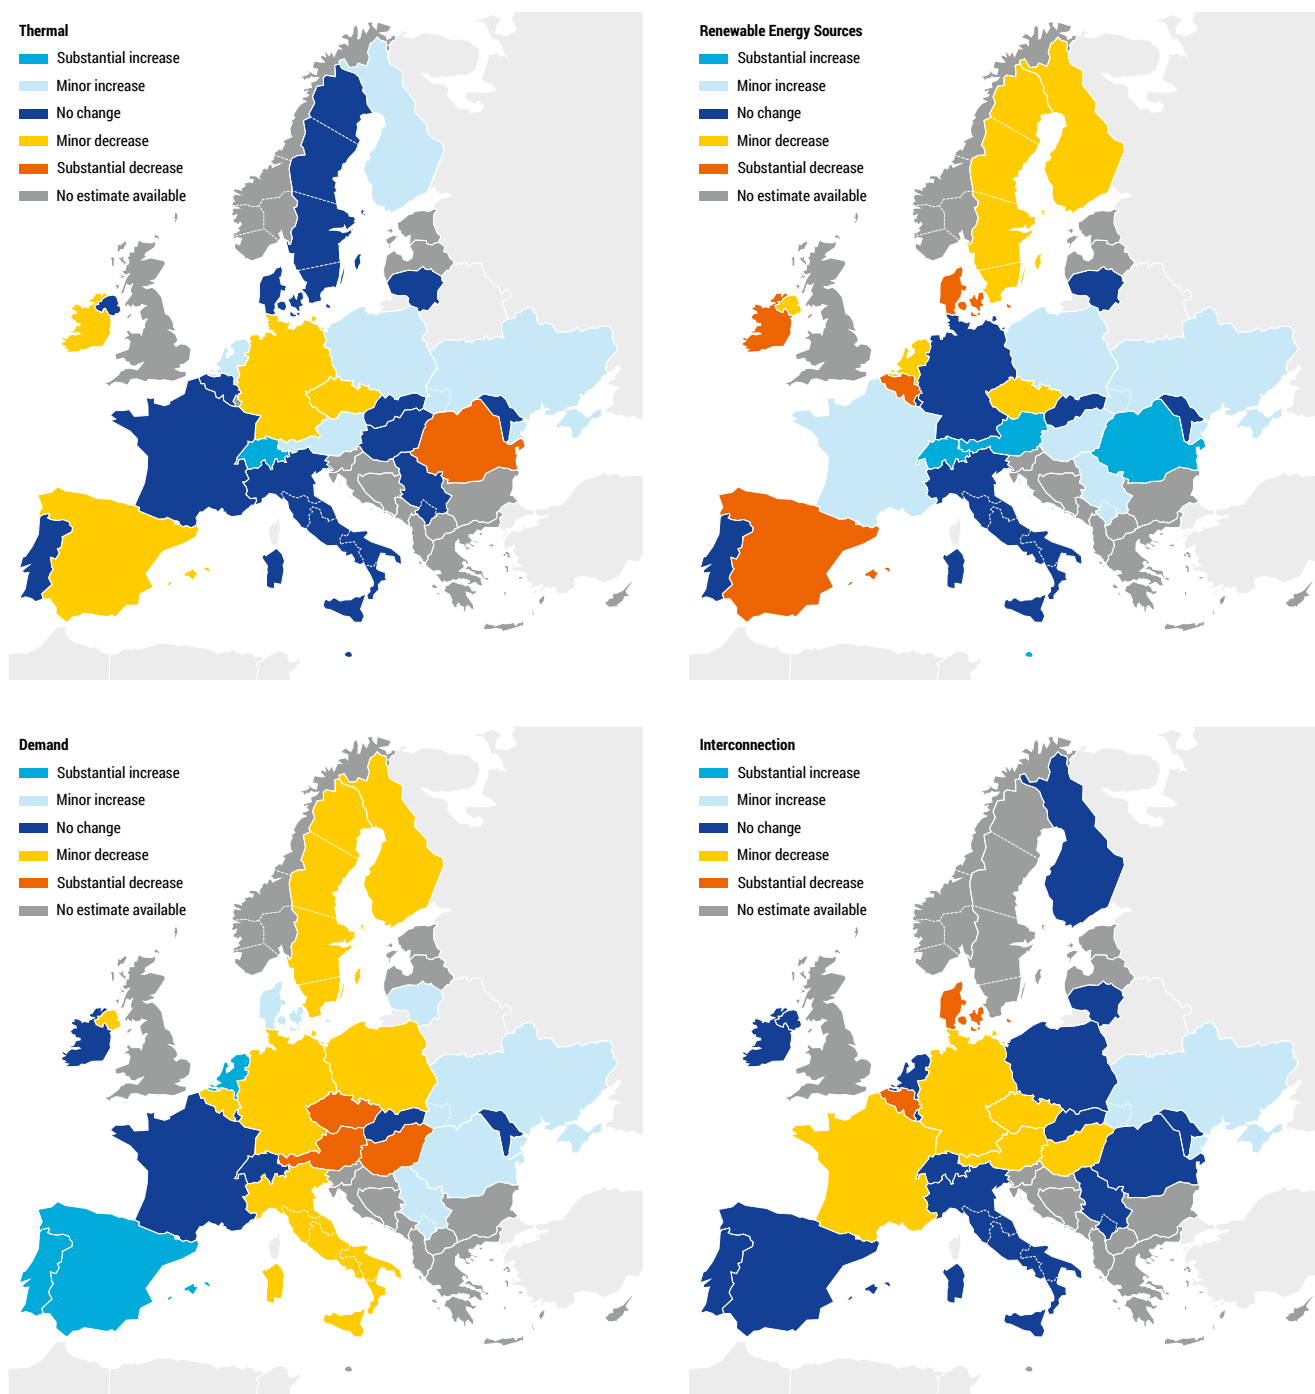 Thermal
Substantial increase
Minor increase
No change
Minor decrease
Substantial decrease
No estimate available
Renewable Energy Sources
Substantial increase
Minor increase
No change
Minor decrease
Substantial decrease
No estimate available
Demand
Substantial increase
Minor increase
No change
Minor decrease
Substantial decrease
No estimate available
Interconnection
Substantial increase
Minor increase
No change
Minor decrease
Substantial decrease
No estimate available